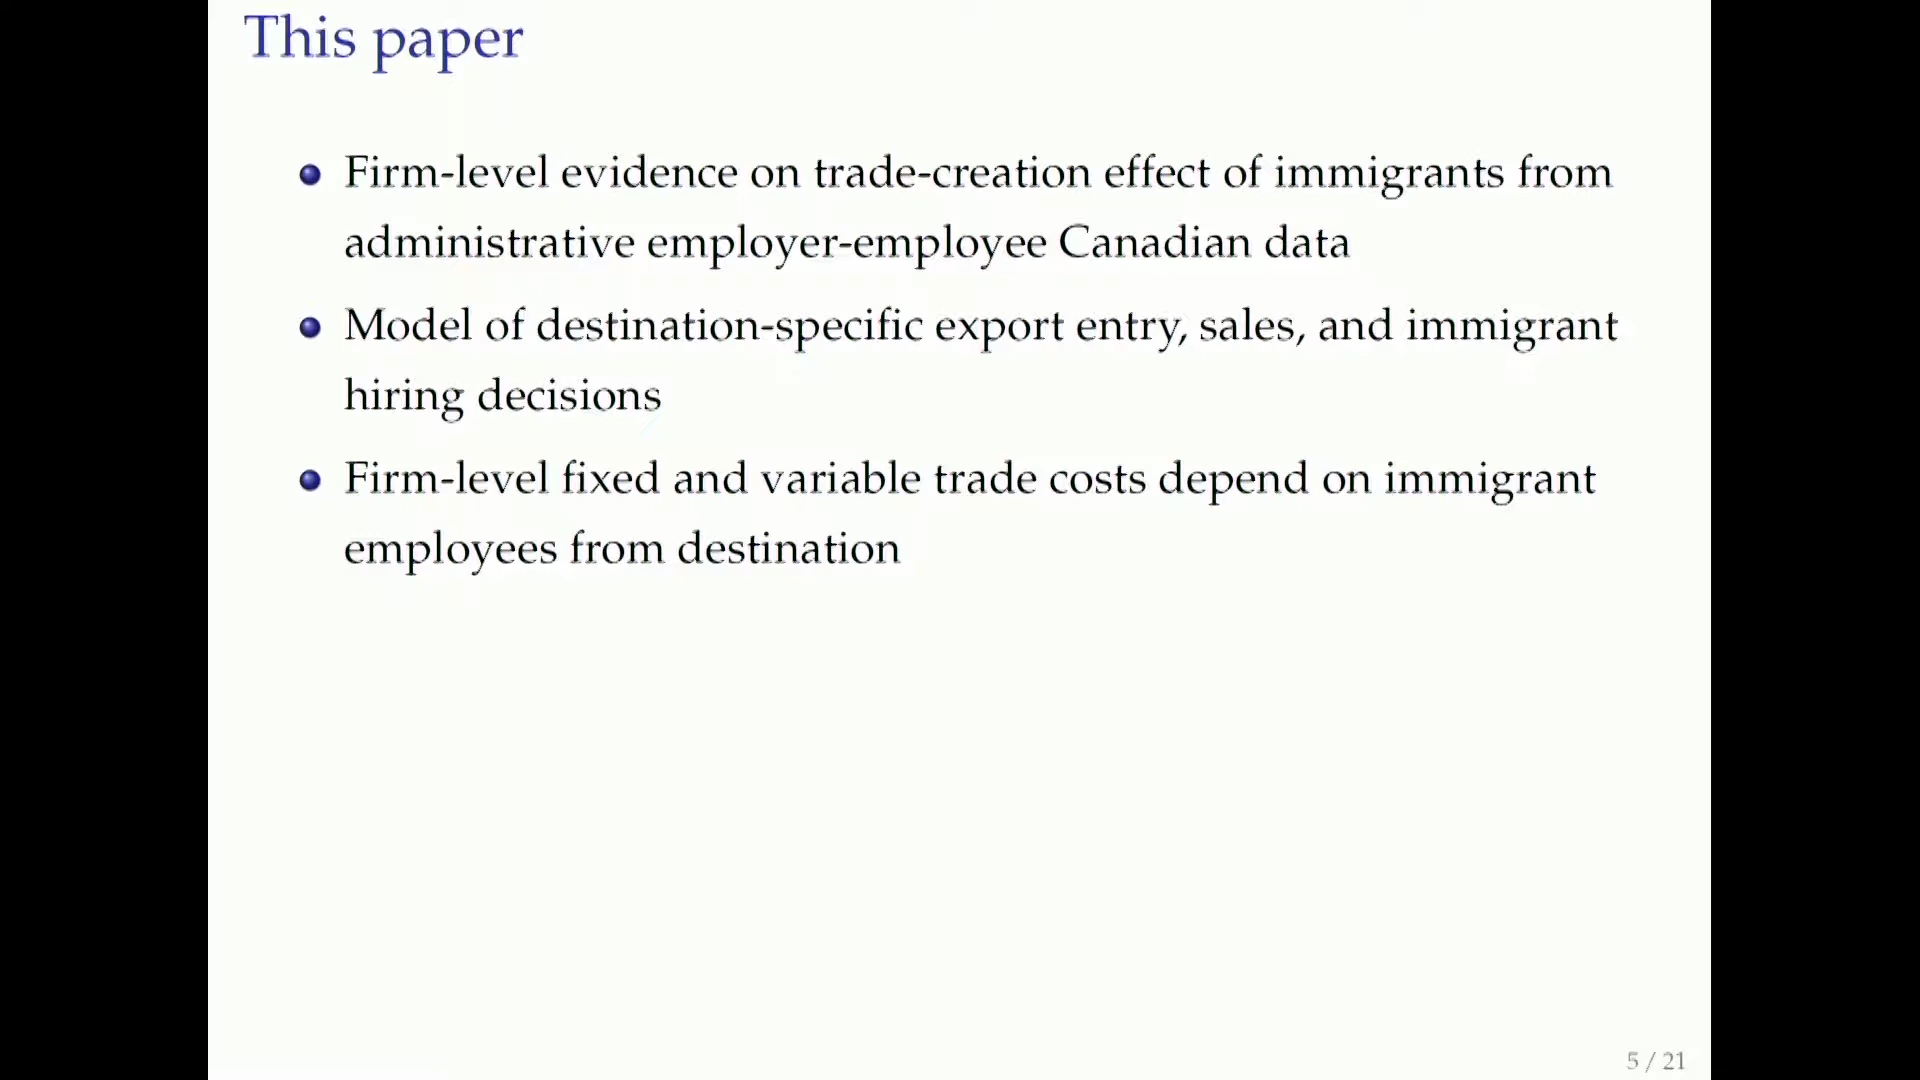 This paper
Firm-level evidence on trade-creation effect of immigrants from
administrative employer-employee Canadian data
Model of destination-specific export entry, sales, and immigrant
hiring decisions
Firm-level fixed and variable trade costs depend on immigrant
employees from destination
5 / 21